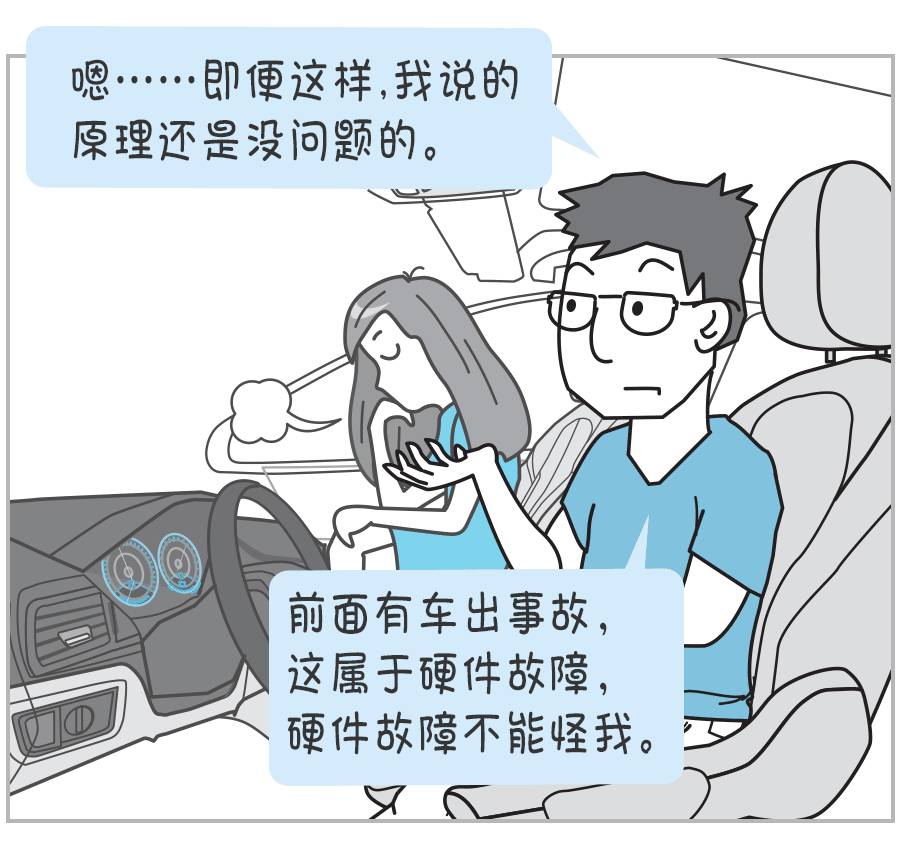 嗯……即便这样,我说的
原理还是没问题的。
前面有车出事故,
这属于硬件故障,
硬件故障不能怪我。